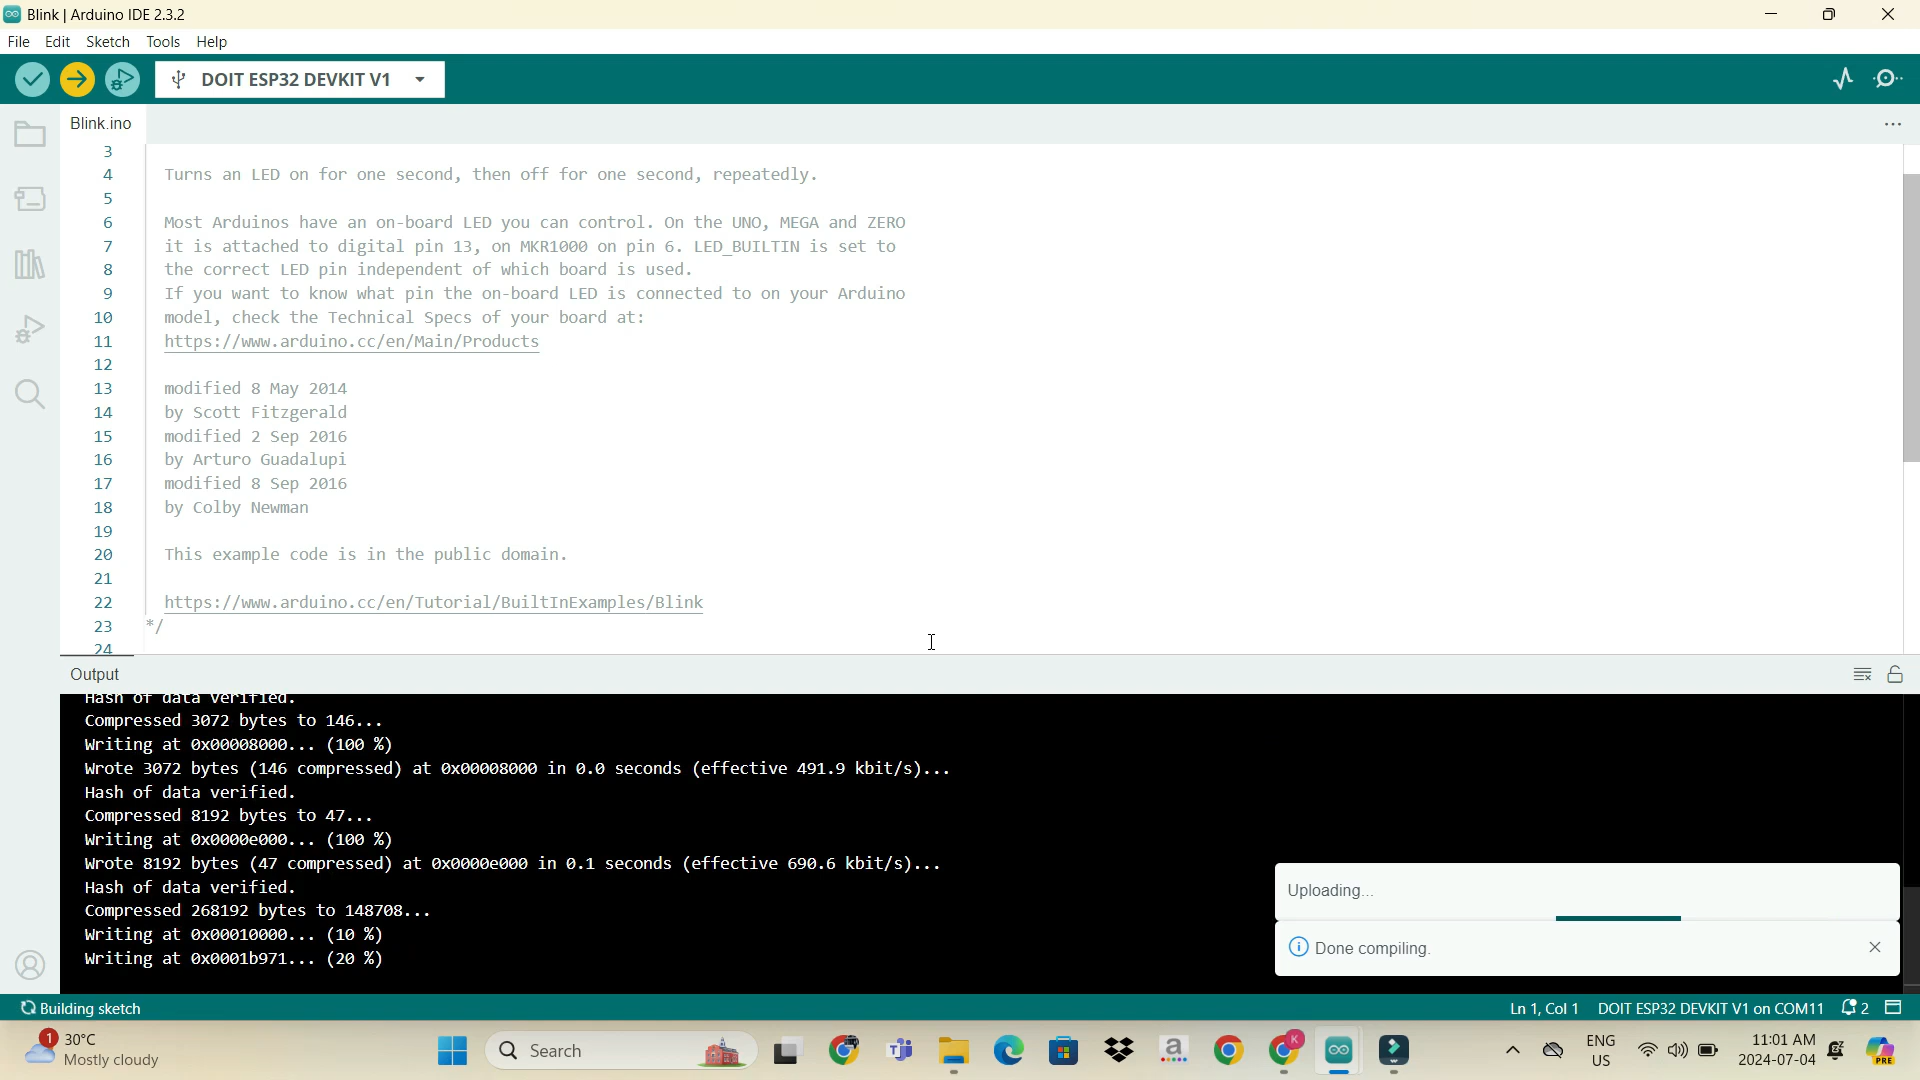 Blink | Arduino IDE 2.3.2
File Edit Sketch Tools Help
DOIT ESP32 DEVKIT V1
Blink.ino
3
4 Turns an LED on for one second, then off for one second, repeatedly.
5
6 Most Arduinos have an on-board LED you can control. On the UNO, MEGA and ZERO
7 it is attached to digital pin 13, on MKR1000 on pin 6. LED_BUILTIN is set to
8 the correct LED pin independent of which board is used.
9 If you want to know what pin the on-board LED is connected to on your Arduino
10 model, check the Technical Specs of your board at:
11 https://www.arduino.cc/en/Main/Products
12
13 modified 8 May 2014
14 by Scott Fitzgerald
15 modified 2 Sep 2016
16 by Arturo Guadalupi
17 modified 8 Sep 2016
18 by Colby Newman
19
20 This example code is in the public domain.
21
22 https://www.arduino.cc/en/Tutorial/BuiltInExamples/Blink
23 */
24
Output
Hash of data verified.
Compressed 3072 bytes to 146...
Writing at 0x00008000... (100 %)
Wrote 3072 bytes (146 compressed) at 0x00008000 in 0.0 seconds (effective 491.9 kbit/s)...
Hash of data verified.
Compressed 8192 bytes to 47...
Writing at 0x0000e000... (100 %)
Wrote 8192 bytes (47 compressed) at 0x0000e000 in 0.1 seconds (effective 690.6 kbit/s)...
Hash of data verified.
Compressed 268192 bytes to 148708...
Writing at 0x00010000... (10 %)
Writing at 0x0001b971... (20 %)
Uploading...
Done compiling.
Building sketch
Ln 1, Col 1 DOIT ESP32 DEVKIT V1 on COM11 2
1
30°C
Mostly cloudy
Search
a
K
ENG
US
11:01 AM
2024-07-04
PRE